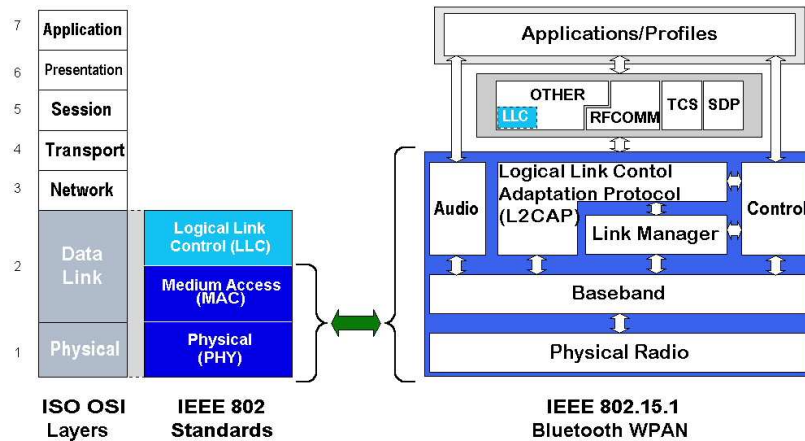 7
Application
6
Presentation
5
Session
4
Transport
3
Network
2
Data
Link
1
Physical
ISO OSI
Layers
Logical Link
Control (LLC)
Medium Access
(MAC)
Physical
(PHY)
IEEE 802
Standards
Applications/Profiles
OTHER
LLC
RFCOMM
TCS
SDP
Audio
Logical Link Contol
Adaptation Protocol
(L2CAP)
Link Manager
Control
Baseband
Physical Radio
IEEE 802.15.1
Bluetooth WPAN